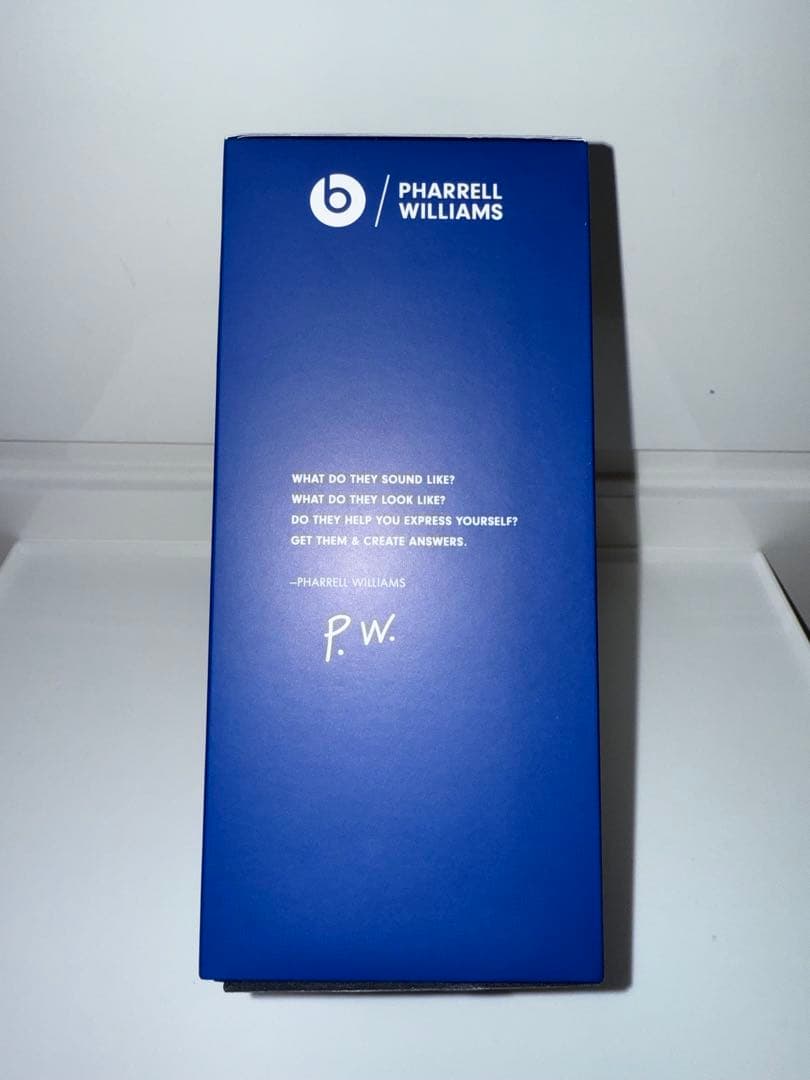 b / PHARRELL
WILLIAMS
WHAT DO THEY SOUND LIKE?
WHAT DO THEY LOOK LIKE?
DO THEY HELP YOU EXPRESS YOURSELF?
GET THEM & CREATE ANSWERS.
–PHARRELL WILLIAMS
P. W.